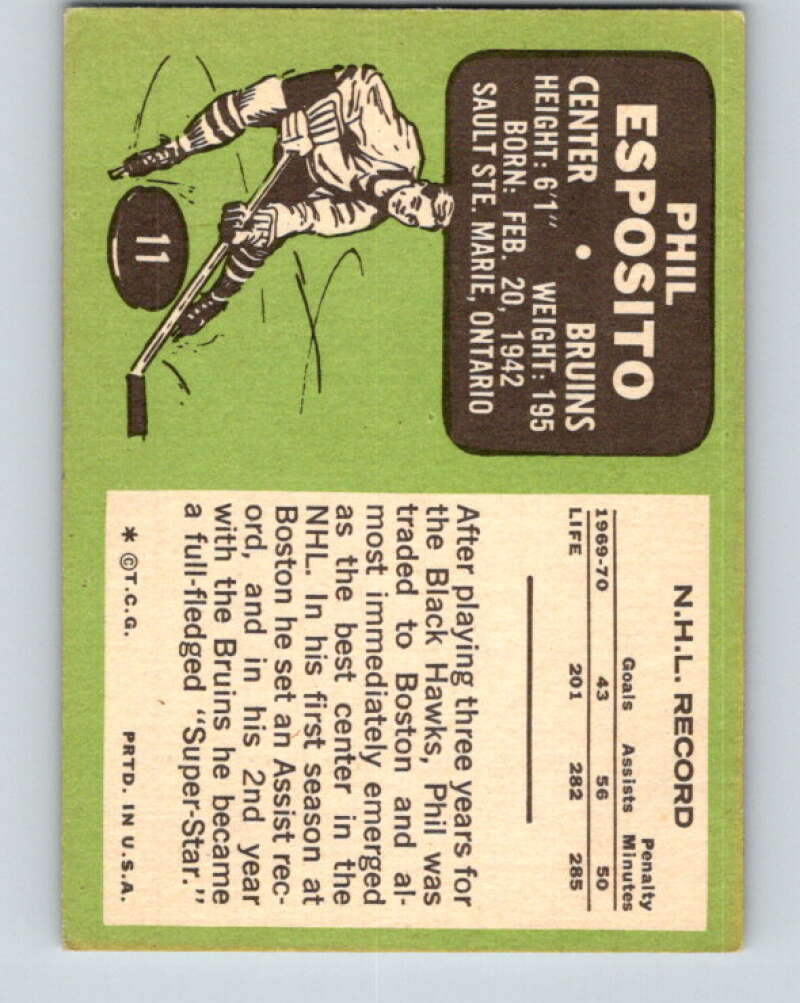 PHIL
ESPOSITO
CENTER • BRUINS
HEIGHT: 6'1" WEIGHT: 195
BORN: FEB. 20, 1942
SAULT STE. MARIE, ONTARIO
11
N.H.L. RECORD
Goals Assists Penalty Minutes
1969-70 43 56 50
LIFE 201 282 285
After playing three years for
the Black Hawks, Phil was
traded to Boston and al-
most immediately emerged
as the best center in the
NHL. In his first season at
Boston he set an Assist rec-
ord, and in his 2nd year
with the Bruins he became
a full-fledged "Super-Star."
* ©T.C.G. PRTD. IN U.S.A.